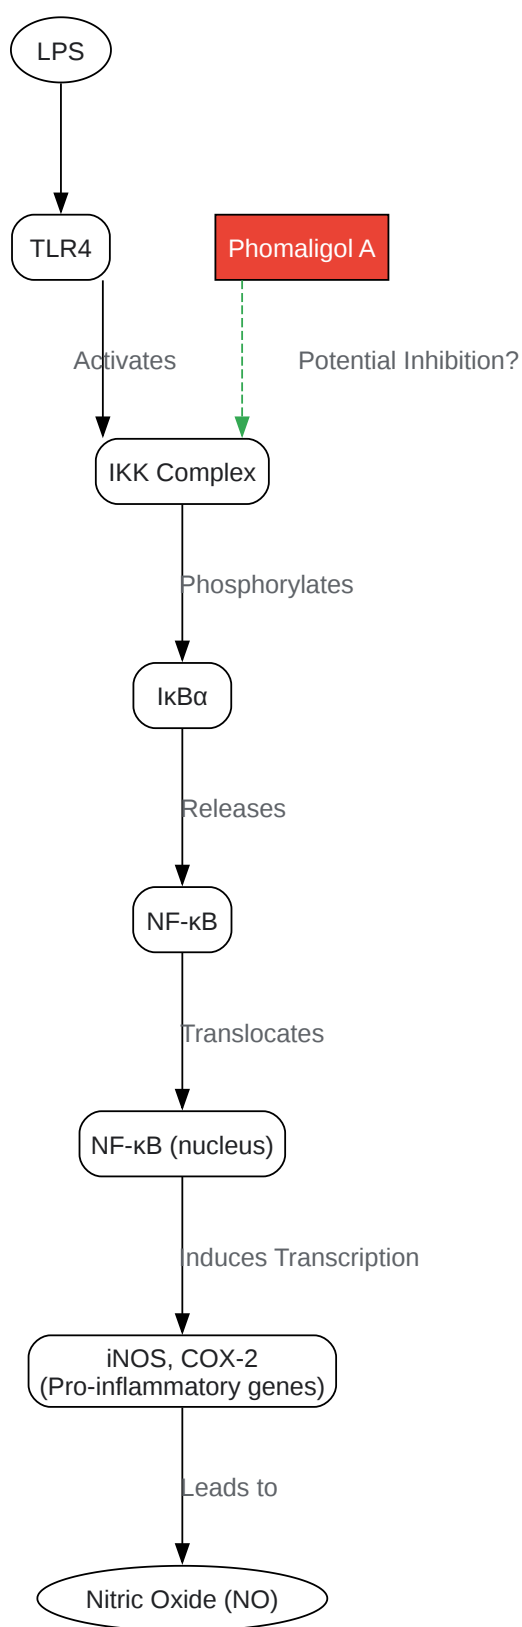 LPS
TLR4
Phomaligol A
Activates
Potential Inhibition?
IKK Complex
Phosphorylates
IκBα
Releases
NF-κB
Translocates
NF-κB (nucleus)
Induces Transcription
iNOS, COX-2
(Pro-inflammatory genes)
Leads to
Nitric Oxide (NO)